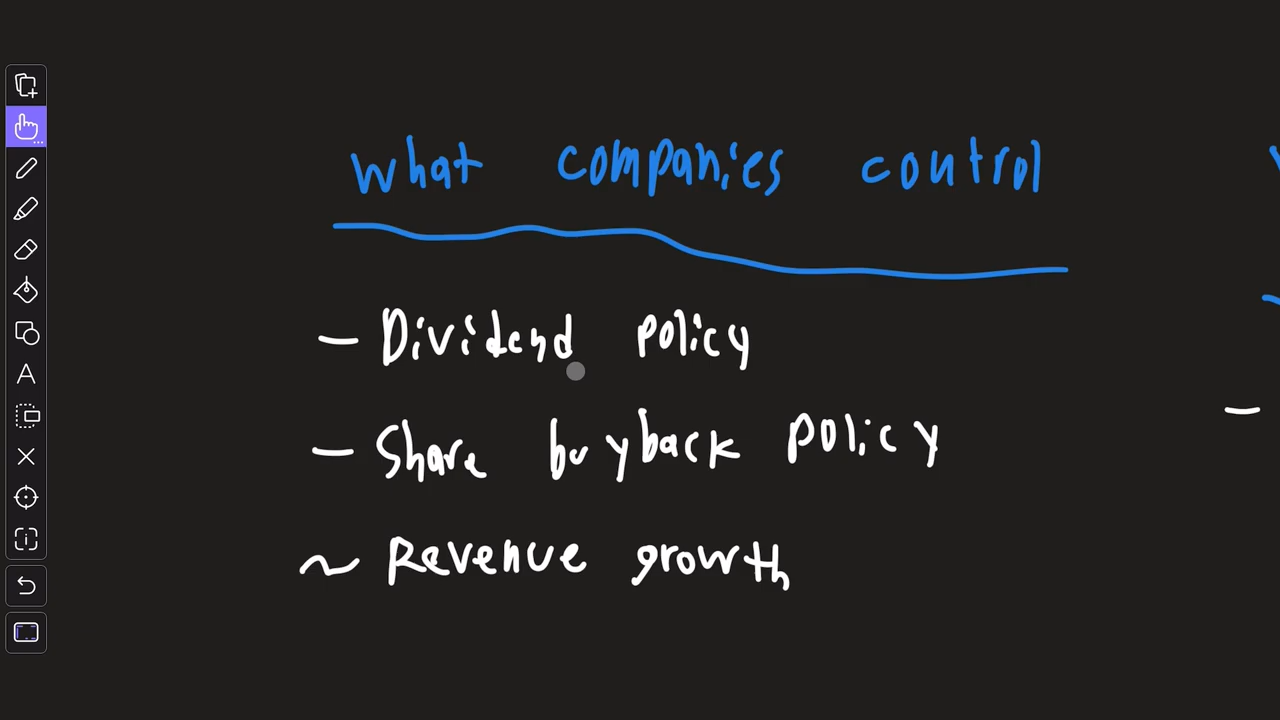 what companies control
- Dividend policy
- Share buyback policy
~ Revenue growth